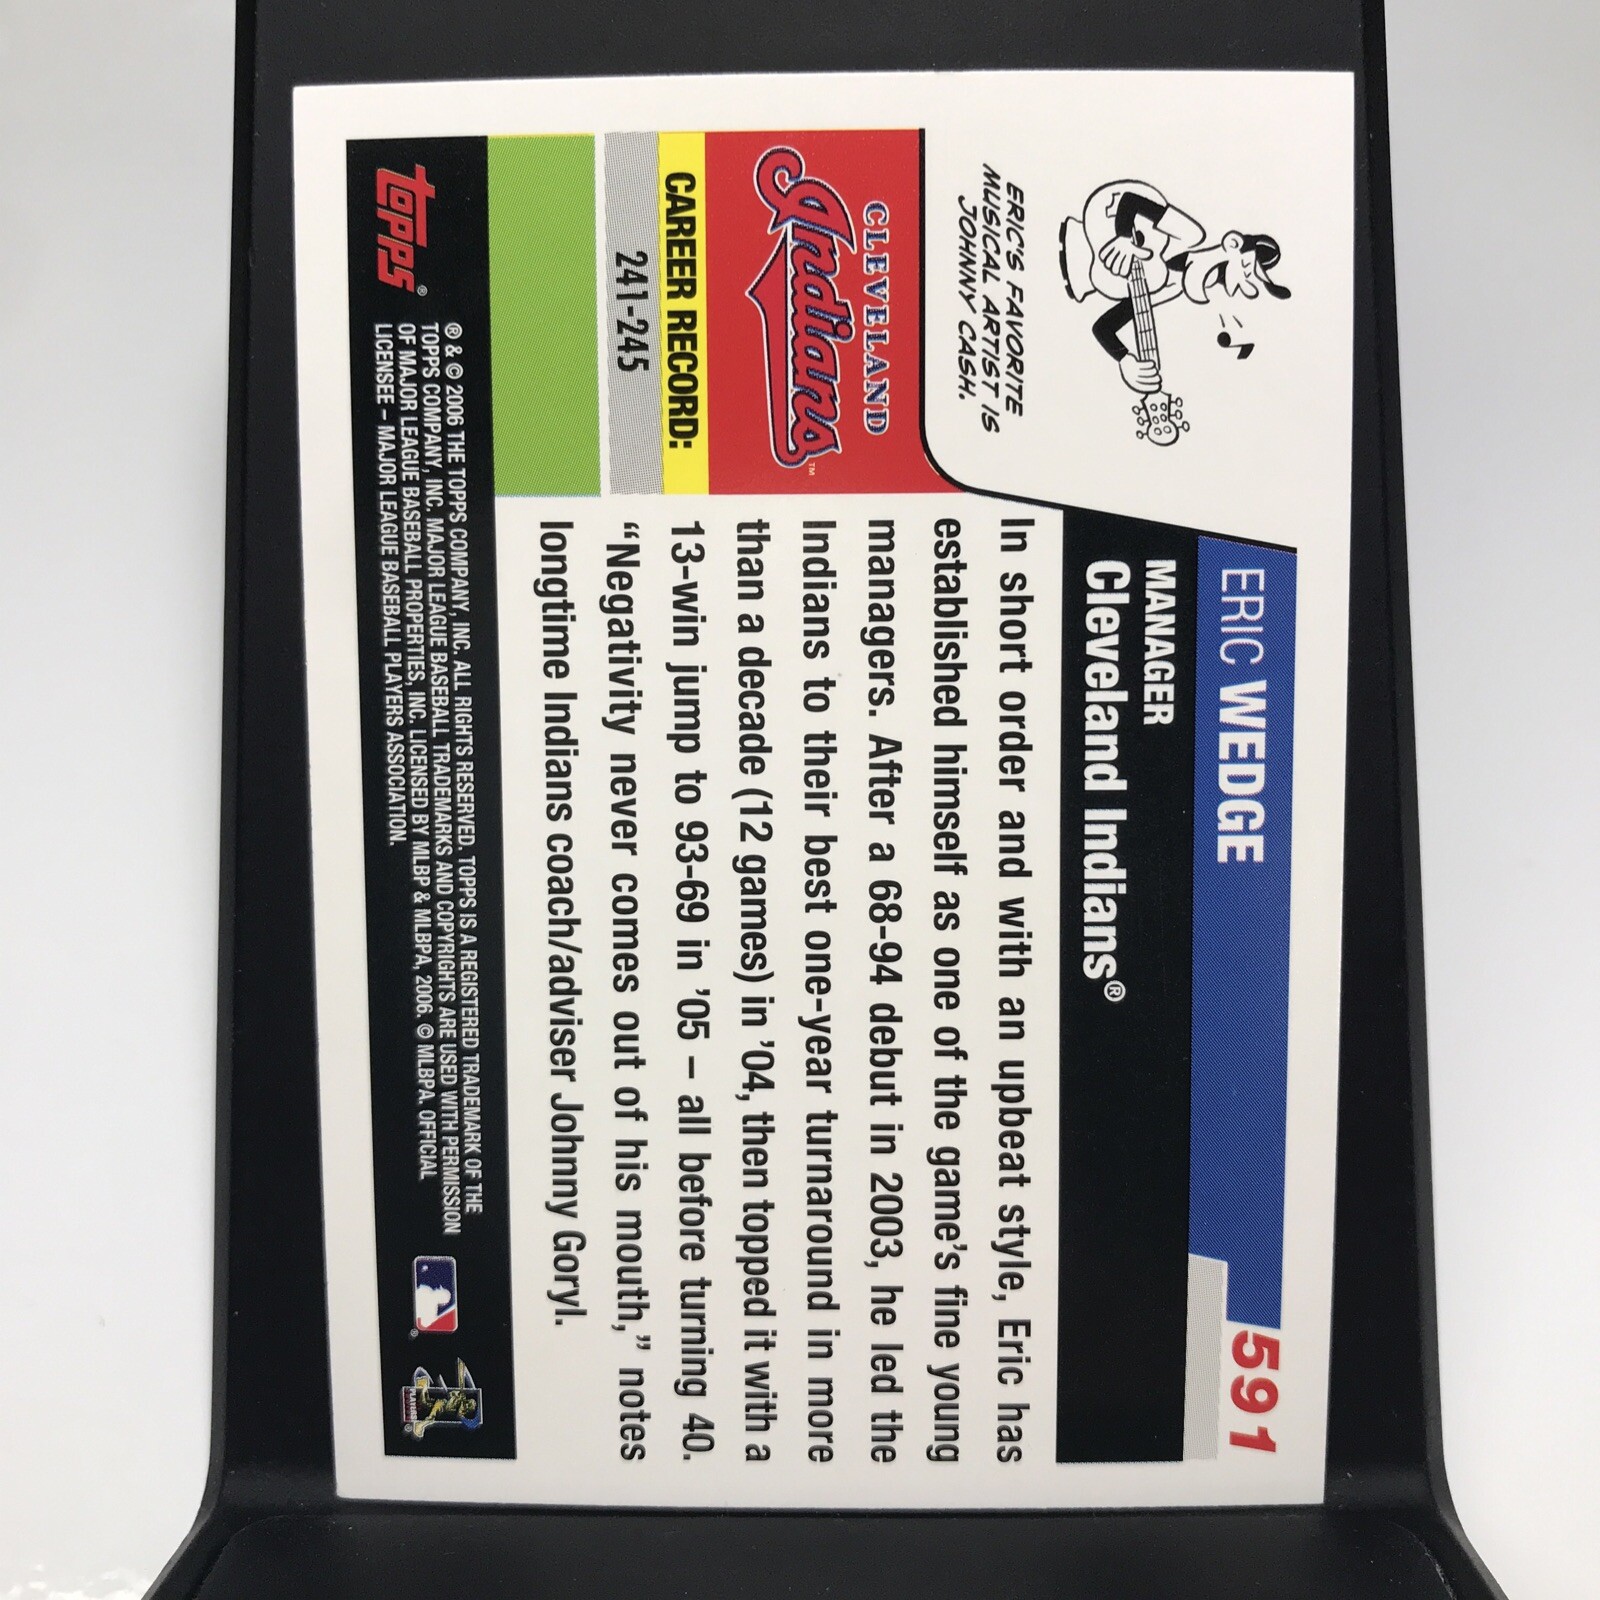 591
ERIC WEDGE
MANAGER
Cleveland Indians®
ERIC'S FAVORITE
MUSICAL ARTIST IS
JOHNNY CASH.
CLEVELAND
Indians™
CAREER RECORD:
241-245
In short order and with an upbeat style, Eric has
established himself as one of the game's fine young
managers. After a 68-94 debut in 2003, he led the
Indians to their best one-year turnaround in more
than a decade (12 games) in '04, then topped it with a
13-win jump to 93-69 in '05 – all before turning 40.
“Negativity never comes out of his mouth,” notes
longtime Indians coach/adviser Johnny Goryl.
topps®
® & © 2006 THE TOPPS COMPANY, INC. ALL RIGHTS RESERVED. TOPPS IS A REGISTERED TRADEMARK OF THE
TOPPS COMPANY, INC. MAJOR LEAGUE BASEBALL TRADEMARKS AND COPYRIGHTS ARE USED WITH PERMISSION
OF MAJOR LEAGUE BASEBALL PROPERTIES, INC. LICENSED BY MLBP & MLBPA, 2006. © MLBPA. OFFICIAL
LICENSEE – MAJOR LEAGUE BASEBALL PLAYERS ASSOCIATION.
PLAYERS